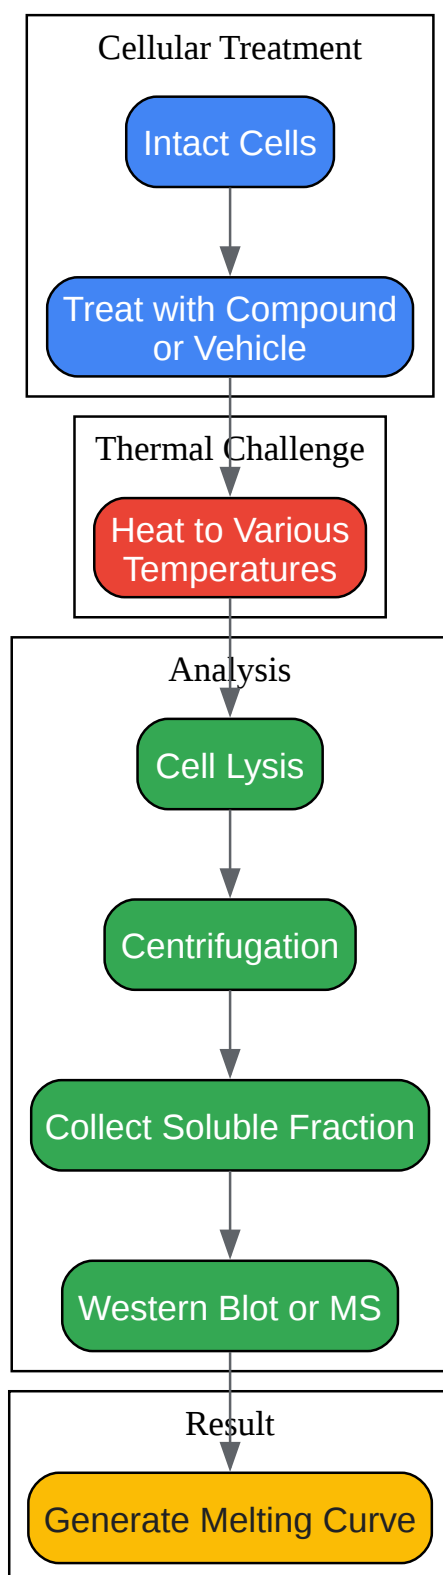 Cellular Treatment
Intact Cells
Treat with Compound
or Vehicle
Thermal Challenge
Heat to Various
Temperatures
Analysis
Cell Lysis
Centrifugation
Collect Soluble Fraction
Western Blot or MS
Result
Generate Melting Curve